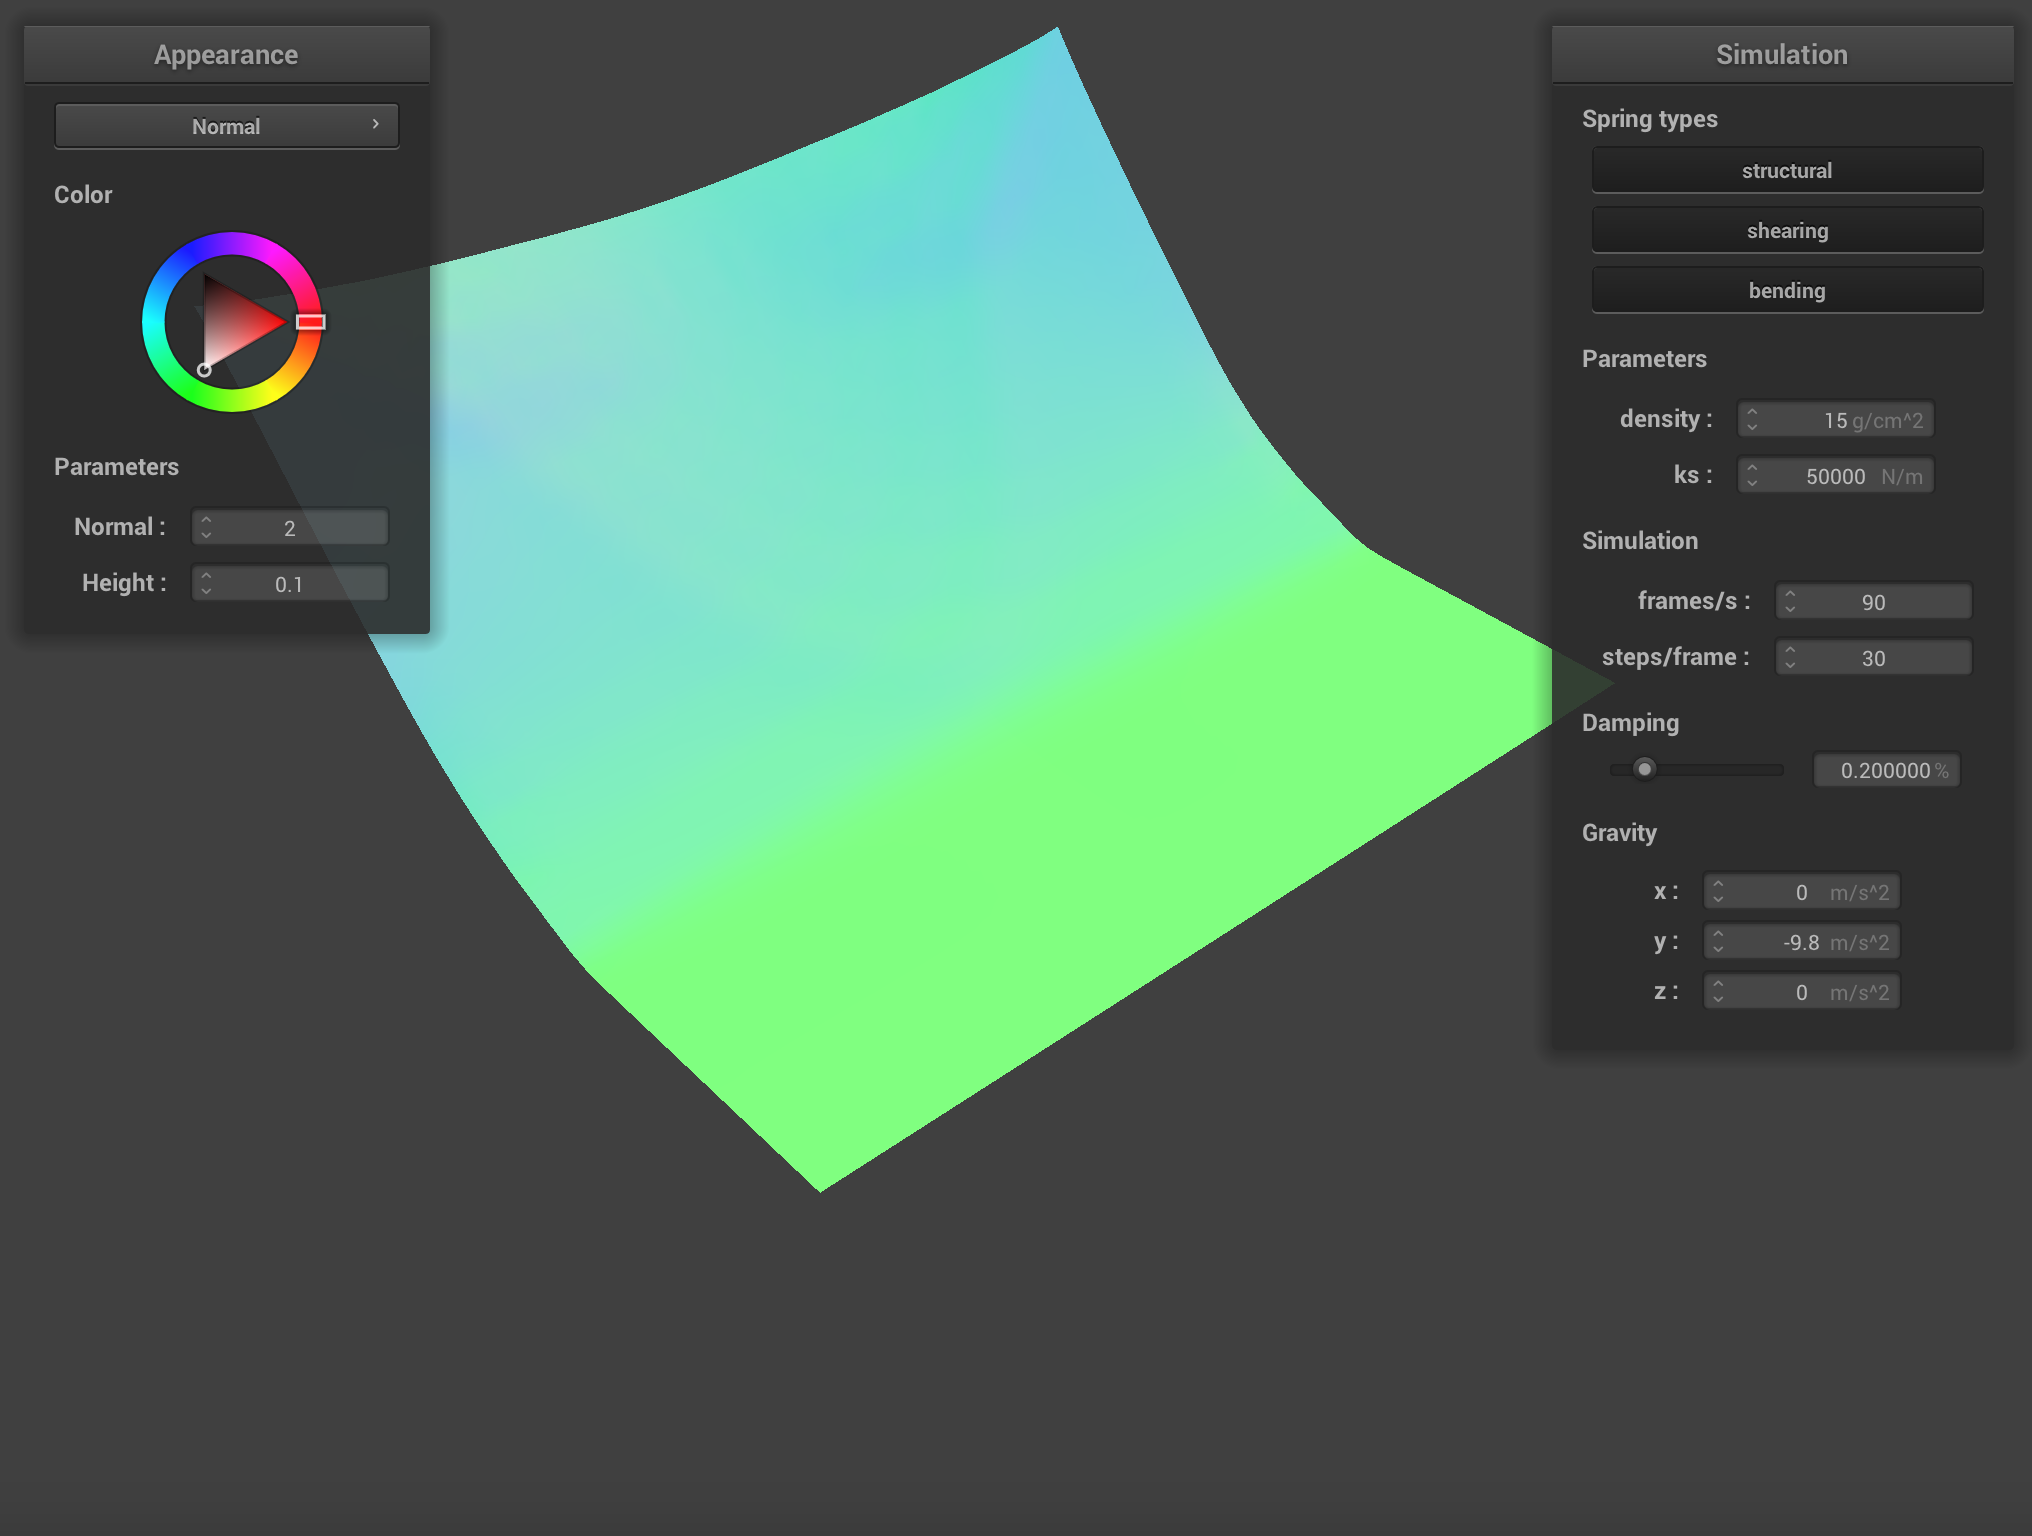 Appearance
Normal
Color
Parameters
Normal : 2
Height : 0.1
Simulation
Spring types
structural
shearing
bending
Parameters
density : 15 g/cm^2
ks : 50000 N/m
Simulation
frames/s : 90
steps/frame : 30
Damping
0.200000 %
Gravity
x : 0 m/s^2
y : -9.8 m/s^2
z : 0 m/s^2